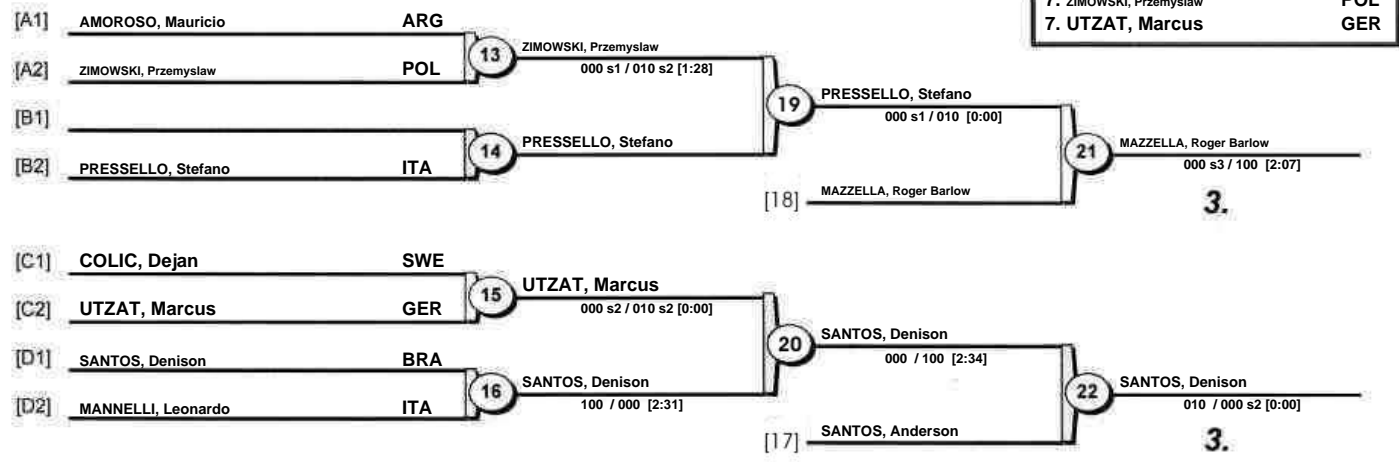 7. ZIMOWSKI, Przemyslaw POL
7. UTZAT, Marcus GER
[A1] AMOROSO, Mauricio ARG
[A2] ZIMOWSKI, Przemyslaw POL
13
ZIMOWSKI, Przemyslaw
000 s1 / 010 s2 [1:28]
[B1]
[B2] PRESSELLO, Stefano ITA
14
PRESSELLO, Stefano
19
PRESSELLO, Stefano
000 s1 / 010 [0:00]
[18] MAZZELLA, Roger Barlow
21
MAZZELLA, Roger Barlow
000 s3 / 100 [2:07]
3.
[C1] COLIC, Dejan SWE
[C2] UTZAT, Marcus GER
15
UTZAT, Marcus
000 s2 / 010 s2 [0:00]
[D1] SANTOS, Denison BRA
[D2] MANNELLI, Leonardo ITA
16
SANTOS, Denison
100 / 000 [2:31]
20
SANTOS, Denison
000 / 100 [2:34]
[17] SANTOS, Anderson
22
SANTOS, Denison
010 / 000 s2 [0:00]
3.